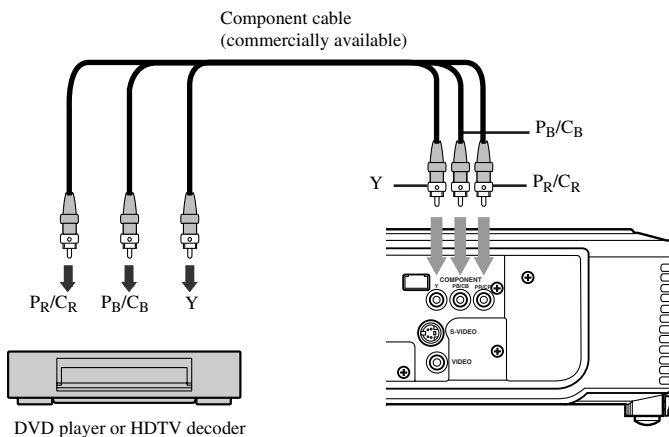 Component cable
(commercially available)
PB/CB
Y
PR/CR
PR/CR PB/CB Y
COMPONENT
Y PB/CB PR/CR
S-VIDEO
VIDEO
DVD player or HDTV decoder